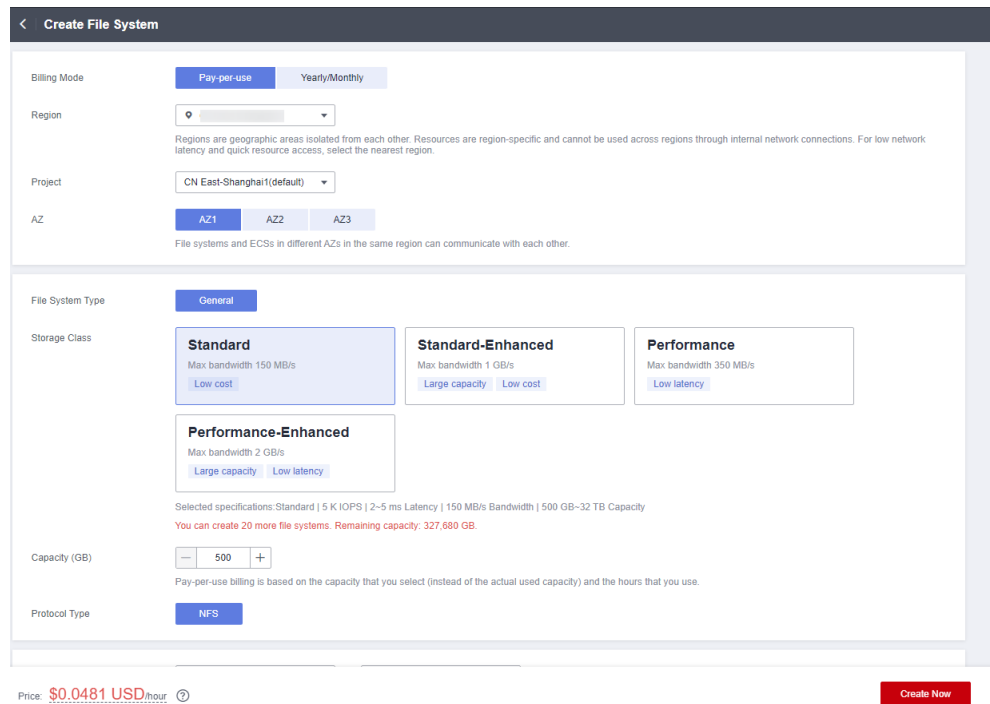 Create File System
Billing Mode
Pay-per-use
Yearly/Monthly
Region
Regions are geographic areas isolated from each other. Resources are region-specific and cannot be used across regions through internal network connections. For low network
latency and quick resource access, select the nearest region.
Project
CN East-Shanghai1(default)
AZ
AZ1
AZ2
AZ3
File systems and ECSs in different AZs in the same region can communicate with each other.
File System Type
General
Storage Class
Standard
Max bandwidth 150 MB/s
Low cost
Standard-Enhanced
Max bandwidth 1 GB/s
Large capacity
Low cost
Performance
Max bandwidth 350 MB/s
Low latency
Performance-Enhanced
Max bandwidth 2 GB/s
Large capacity
Low latency
Selected specifications:Standard | 5 K IOPS | 2~5 ms Latency | 150 MB/s Bandwidth | 500 GB~32 TB Capacity
You can create 20 more file systems. Remaining capacity: 327,680 GB.
Capacity (GB)
500
Pay-per-use billing is based on the capacity that you select (instead of the actual used capacity) and the hours that you use.
Protocol Type
NFS
Price: $0.0481 USD/hour
Create Now